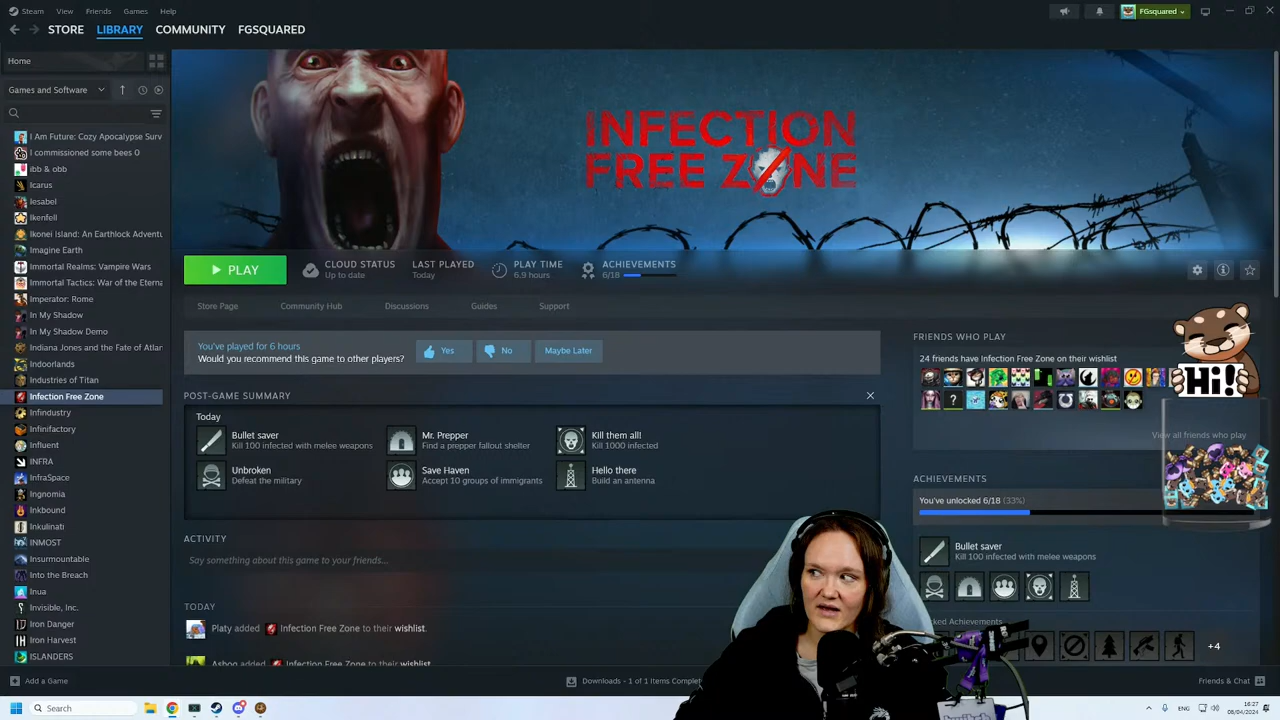 Steam View Friends Games Help
FGSquared
STORE LIBRARY COMMUNITY FGSQUARED
Home
Games and Software
I Am Future: Cozy Apocalypse Surv
I commissioned some bees 0
ibb & obb
Icarus
Iesabel
Ikenfell
Ikonei Island: An Earthlock Adventu
Imagine Earth
Immortal Realms: Vampire Wars
Immortal Tactics: War of the Eterna
Imperator: Rome
In My Shadow
In My Shadow Demo
Indiana Jones and the Fate of Atlan
Indoorlands
Industries of Titan
Infection Free Zone
Infindustry
Infinifactory
Influent
INFRA
InfraSpace
Ingnomia
Inkbound
Inkulinati
INMOST
Insurmountable
Into the Breach
Inua
Invisible, Inc.
Iron Danger
Iron Harvest
ISLANDERS
Add a Game
INFECTION
FREE ZONE
PLAY
CLOUD STATUS
Up to date
LAST PLAYED
Today
PLAY TIME
6.9 hours
ACHIEVEMENTS
6/18
Store Page Community Hub Discussions Guides Support
You've played for 6 hours
Would you recommend this game to other players?
Yes No Maybe Later
POST-GAME SUMMARY
Today
Bullet saver
Kill 100 infected with melee weapons
Mr. Prepper
Find a prepper fallout shelter
Kill them all!
Kill 1000 infected
Unbroken
Defeat the military
Save Haven
Accept 10 groups of immigrants
Hello there
Build an antenna
ACTIVITY
Say something about this game to your friends...
TODAY
Platy added Infection Free Zone to their wishlist.
Asbog added Infection Free Zone to their wishlist.
FRIENDS WHO PLAY
24 friends have Infection Free Zone on their wishlist
?
Hi!
View all friends who play
ACHIEVEMENTS
You've unlocked 6/18 (33%)
Bullet saver
Kill 100 infected with melee weapons
Achievements
+4
Downloads - 1 of 1 Items Complet
Friends & Chat
Search
ENG
16:27
08/04/2024